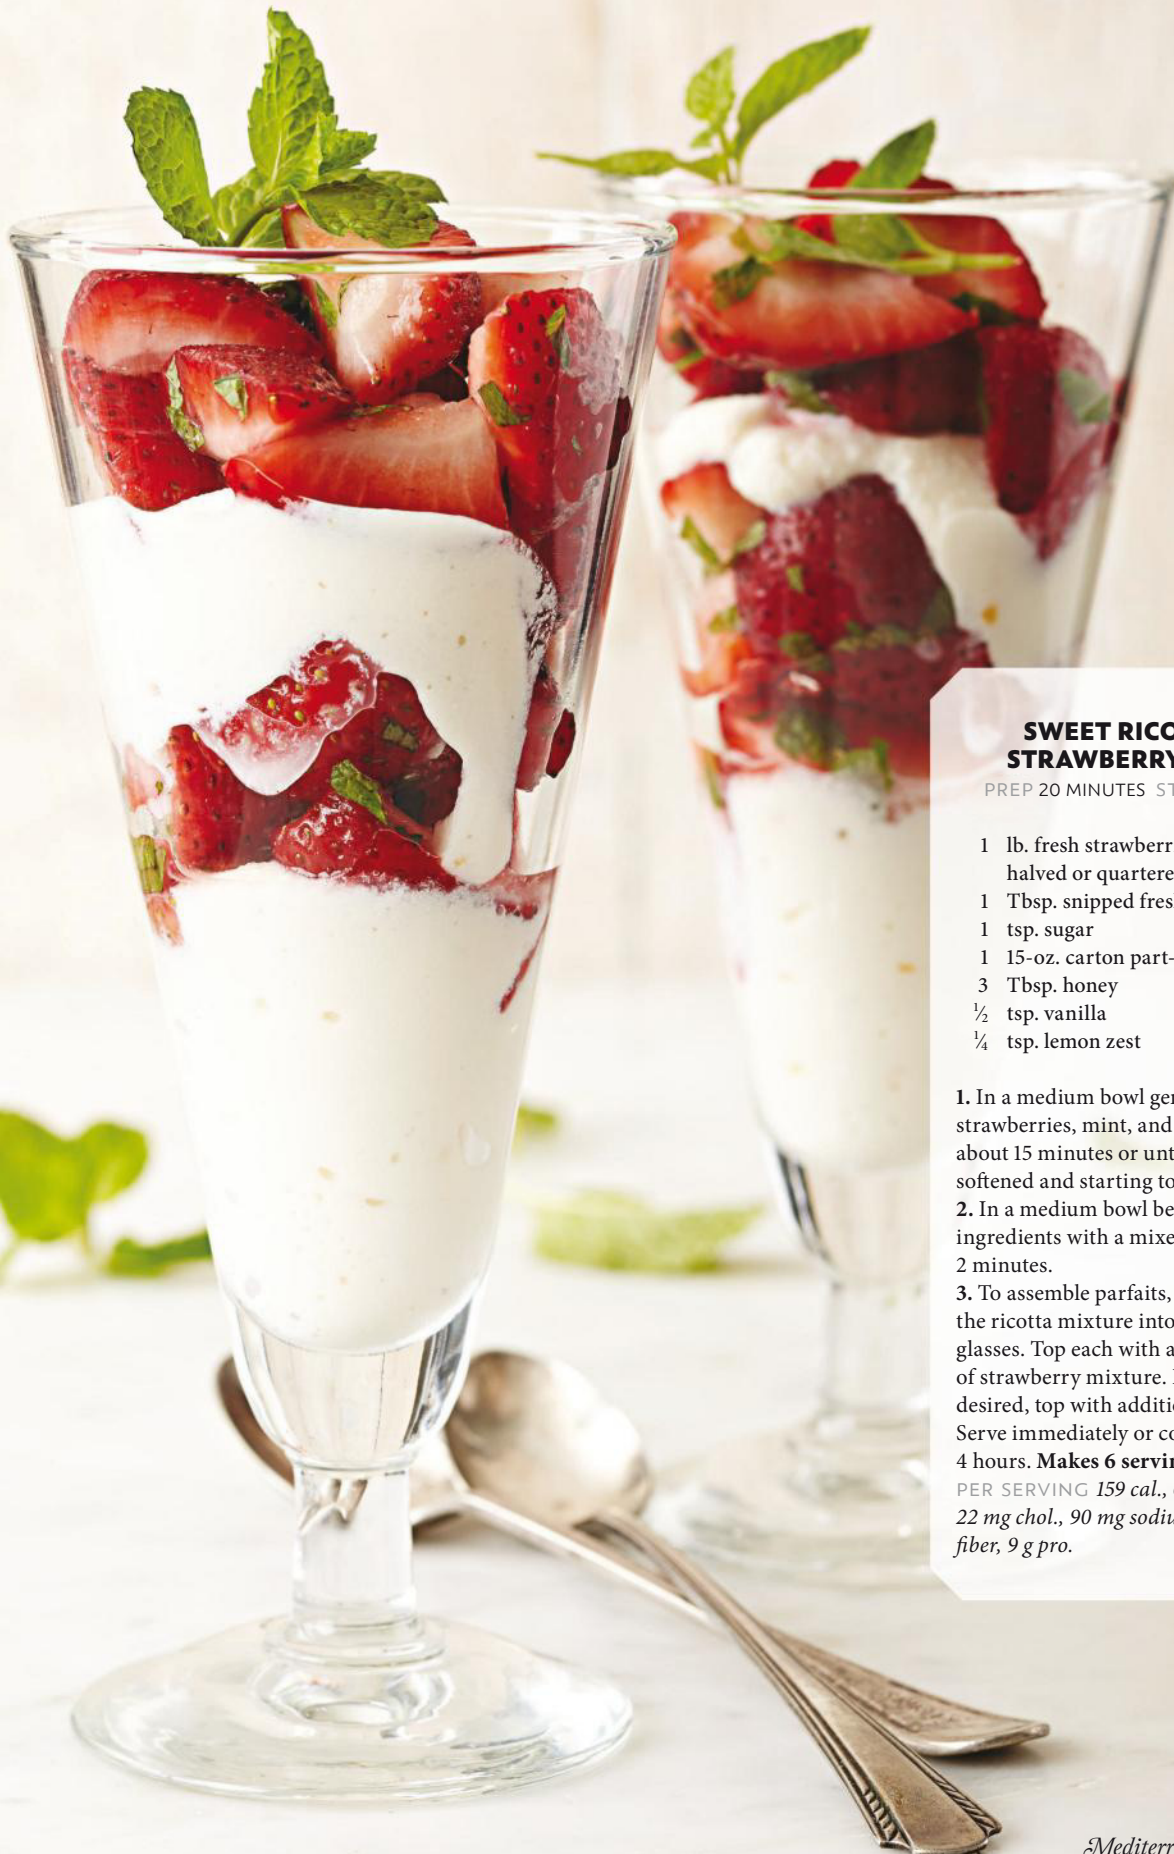 SWEET RICO
STRAWBERRY
PREP 20 MINUTES ST
1 lb. fresh strawberr
halved or quartere
1 Tbsp. snipped fres
1 tsp. sugar
1 15-oz. carton part-
3 Tbsp. honey
½ tsp. vanilla
¼ tsp. lemon zest
1. In a medium bowl ger
strawberries, mint, and
about 15 minutes or unt
softened and starting to
2. In a medium bowl be
ingredients with a mixe
2 minutes.
3. To assemble parfaits,
the ricotta mixture into
glasses. Top each with a
of strawberry mixture.
desired, top with additi
Serve immediately or co
4 hours. Makes 6 servin
PER SERVING 159 cal.,
22 mg chol., 90 mg sodiu
fiber, 9 g pro.
Mediterr